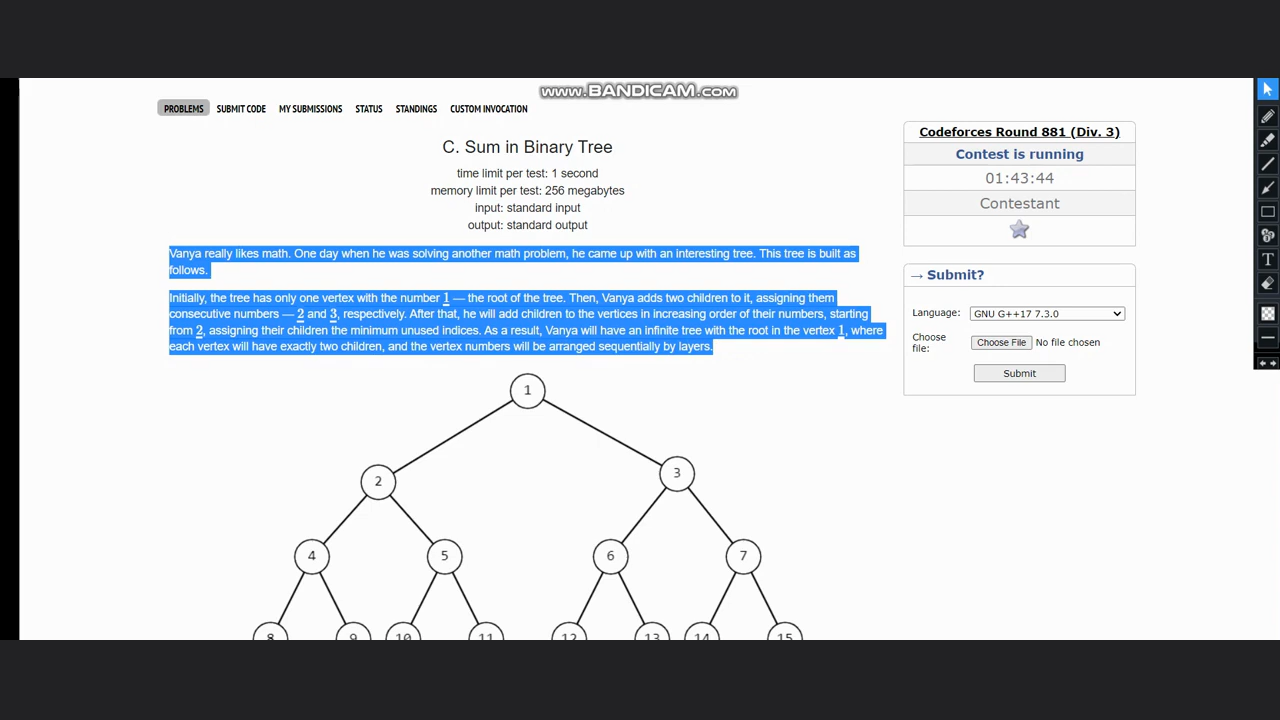 WWW.BANDICAM.COM
PROBLEMS SUBMIT CODE MY SUBMISSIONS STATUS STANDINGS CUSTOM INVOCATION
C. Sum in Binary Tree
time limit per test: 1 second
memory limit per test: 256 megabytes
input: standard input
output: standard output
Vanya really likes math. One day when he was solving another math problem, he came up with an interesting tree. This tree is built as
follows.
Initially, the tree has only one vertex with the number 1 — the root of the tree. Then, Vanya adds two children to it, assigning them
consecutive numbers — 2 and 3, respectively. After that, he will add children to the vertices in increasing order of their numbers, starting
from 2, assigning their children the minimum unused indices. As a result, Vanya will have an infinite tree with the root in the vertex 1, where
each vertex will have exactly two children, and the vertex numbers will be arranged sequentially by layers.
1
2 3
4 5 6 7
8 9 10 11 12 13 14 15
Codeforces Round 881 (Div. 3)
Contest is running
01:43:44
Contestant
→ Submit?
Language: GNU G++17 7.3.0
Choose
file: Choose File No file chosen
Submit
T